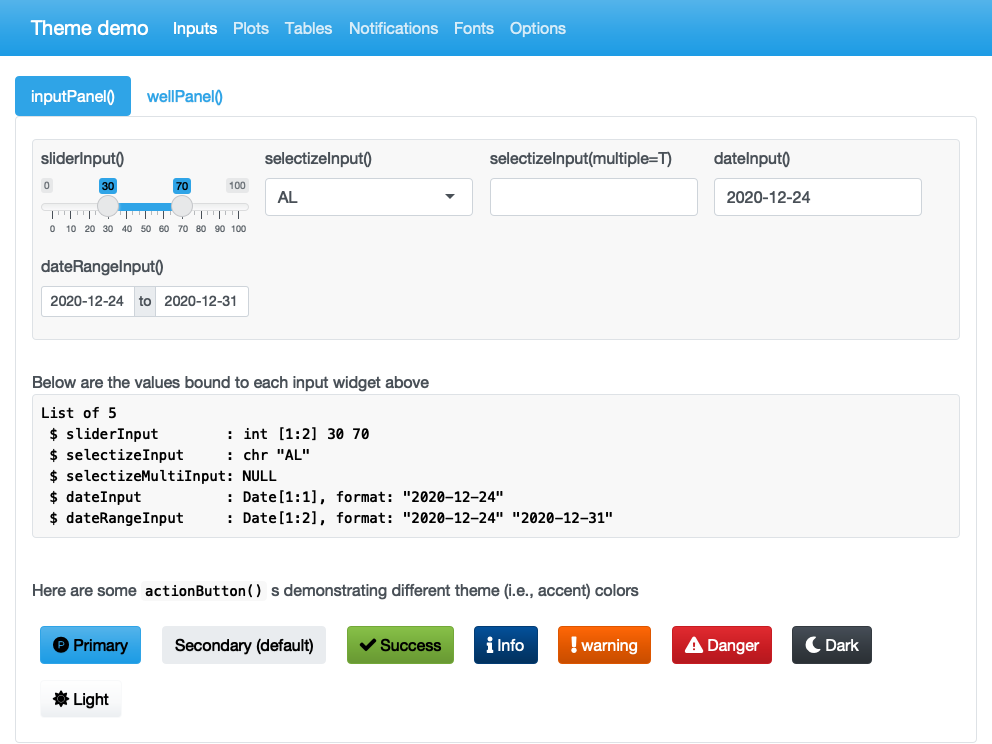 Theme demo Inputs Plots Tables Notifications Fonts Options
inputPanel() wellPanel()
sliderInput() selectizeInput() selectizeInput(multiple=T) dateInput()
0 30 70 100
AL 2020-12-24
0 10 20 30 40 50 60 70 80 90 100
dateRangeInput()
2020-12-24 to 2020-12-31
Below are the values bound to each input widget above
List of 5
$ sliderInput : int [1:2] 30 70
$ selectizeInput : chr "AL"
$ selectizeMultiInput: NULL
$ dateInput : Date[1:1], format: "2020-12-24"
$ dateRangeInput : Date[1:2], format: "2020-12-24" "2020-12-31"
Here are some actionButton() s demonstrating different theme (i.e., accent) colors
P Primary Secondary (default) Success Info warning Danger Dark
Light